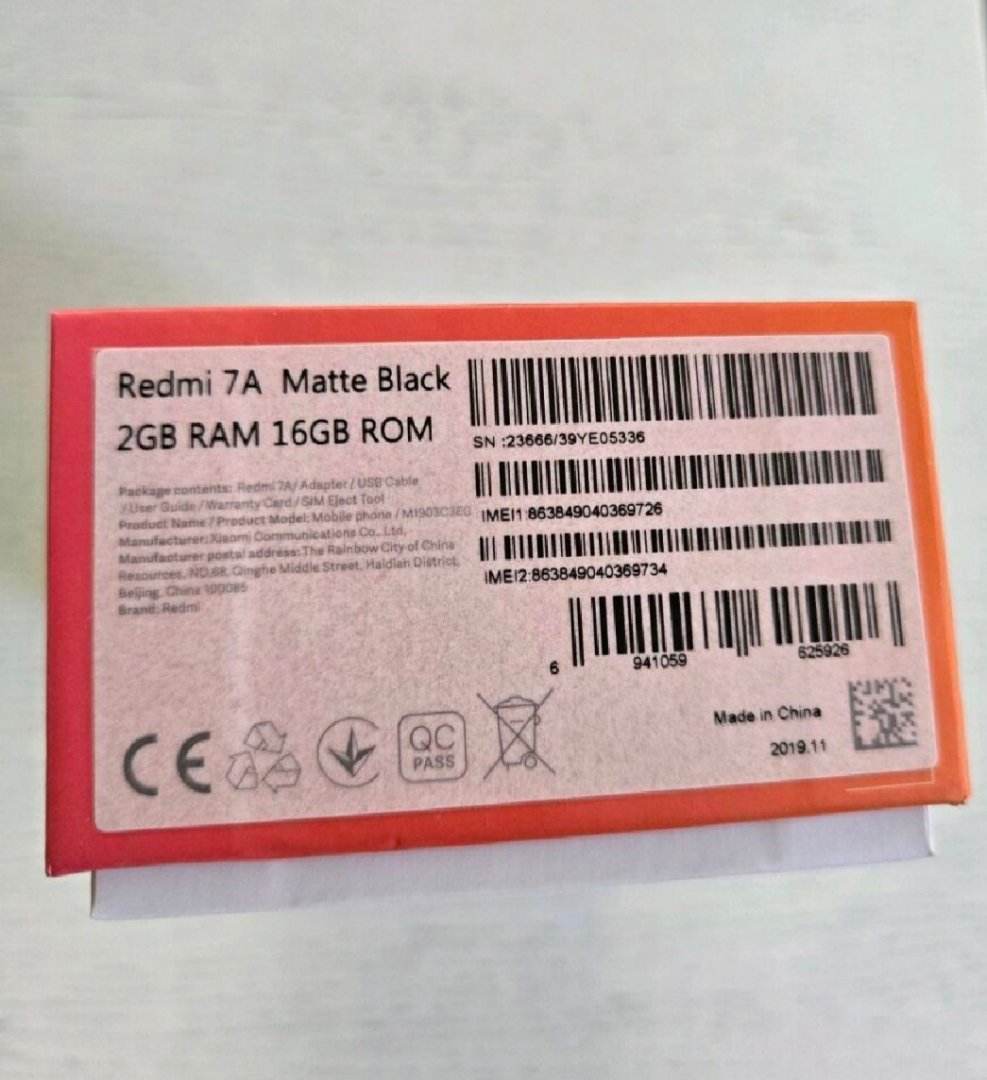 Redmi 7A Matte Black
2GB RAM 16GB ROM
Package contents: Redmi 7A/ Adapter / USB Cable
/ User Guide / Warranty Card / SIM Eject Tool
Product Name / Product Model: Mobile phone / M1903C3EG
Manufacturer: Xiaomi Communications Co., Ltd.
Manufacturer postal address: The Rainbow City of China
Resources, NO.68, Qinghe Middle Street, Haidian District,
Beijing, China 100085
Brand: Redmi
SN :23666/39YE05336
IMEI1:863849040369726
IMEI2:863849040369734
6 941059 625926
CE
QC
PASS
Made in China
2019.11